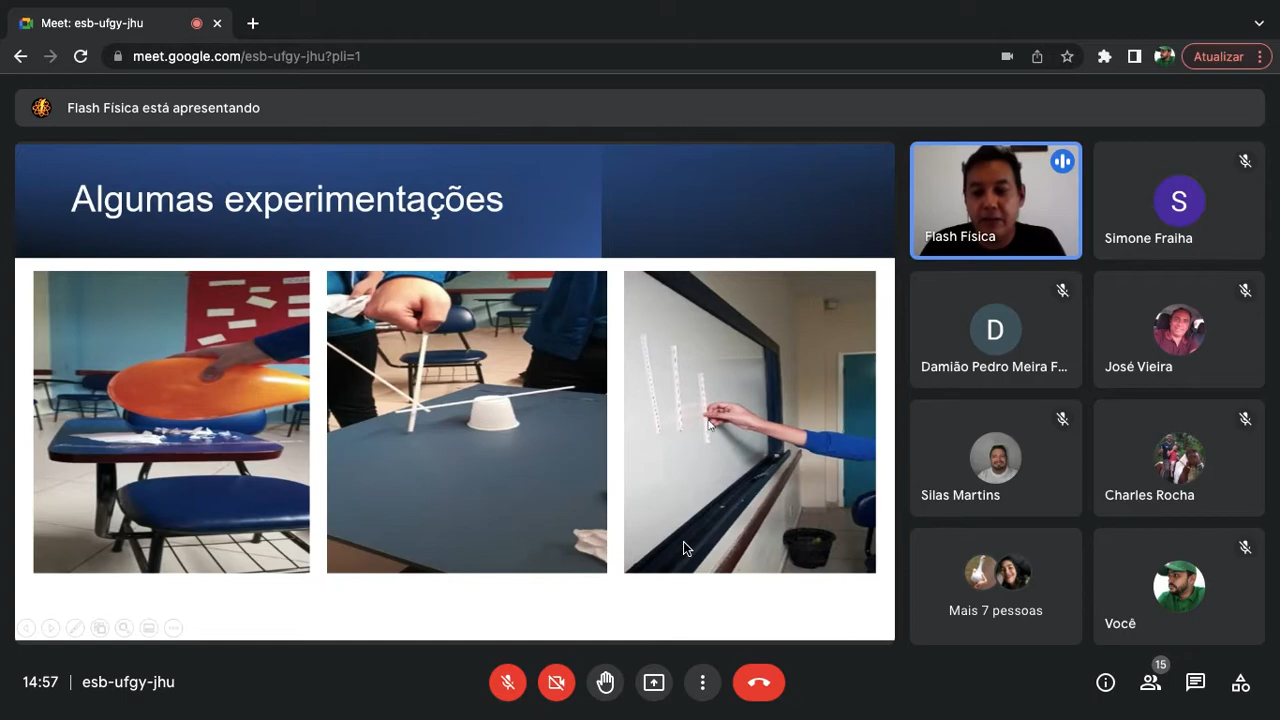 Meet: esb-ufgy-jhu
meet.google.com/esb-ufgy-jhu?pli=1
Atualizar
Flash Física está apresentando
Algumas experimentações
Flash Física
S
Simone Fraiha
D
Damião Pedro Meira F...
José Vieira
Silas Martins
Charles Rocha
Mais 7 pessoas
Você
14:57
esb-ufgy-jhu
15